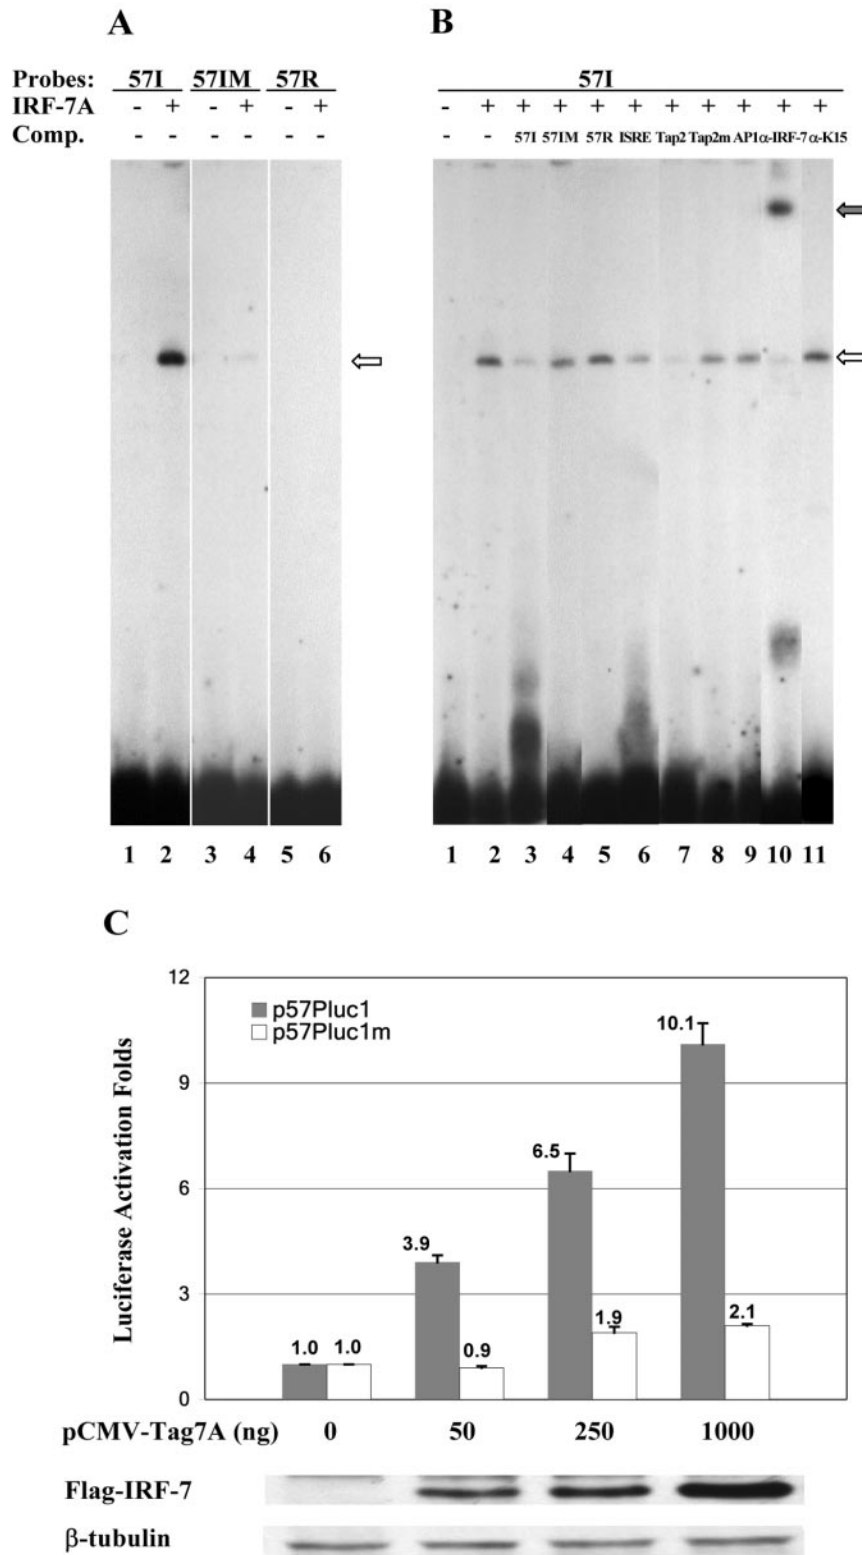 A
Probes: 57I 57IM 57R
IRF-7A - + - + - +
Comp. - - - - - -
1 2 3 4 5 6
B
57I
- + + + + + + + + + +
- - 57I 57IM 57R ISRE Tap2 Tap2m AP1 α-IRF-7 α-K15
1 2 3 4 5 6 7 8 9 10 11
C
Luciferase Activation Folds
12
9
6
3
0
p57Pluc1
p57Pluc1m
1.0 1.0 3.9 0.9 6.5 1.9 10.1 2.1
pCMV-Tag7A (ng) 0 50 250 1000
Flag-IRF-7
β-tubulin